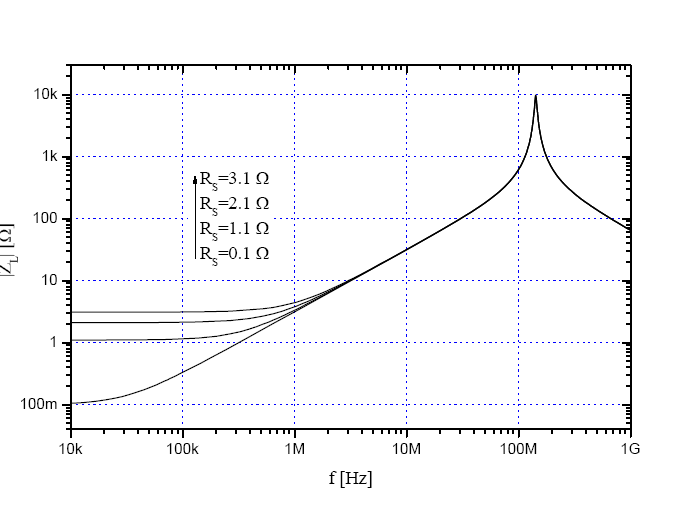 10k
1k
100
10
1
100m
|Z_L| [Ω]
R_S=3.1 Ω
R_S=2.1 Ω
R_S=1.1 Ω
R_S=0.1 Ω
10k 100k 1M 10M 100M 1G
f [Hz]